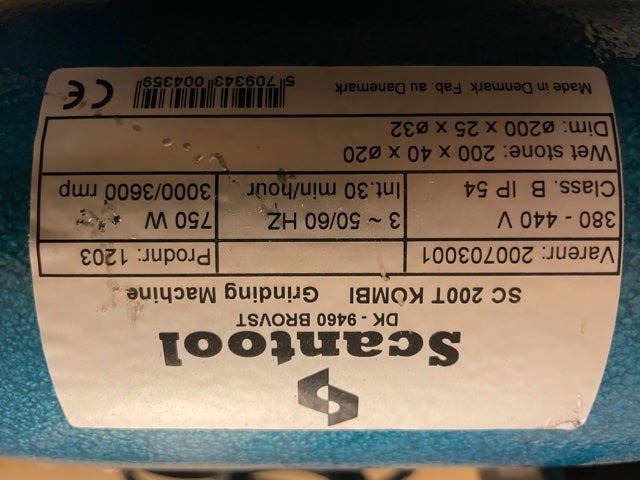 Scantool
DK - 9460 BROVST
SC 200T KOMBI Grinding Machine
Varenr: 200703001 Prodnr: 1203
380 - 440 V 3 ~ 50/60 HZ 750 W
Class. B IP 54 Int.30 min/hour 3000/3600 rmp
Wet stone: 200 x 40 x ø20
Dim: ø200 x 25 x ø32
Made in Denmark Fab. au Danemark 5 709343 004359 CE